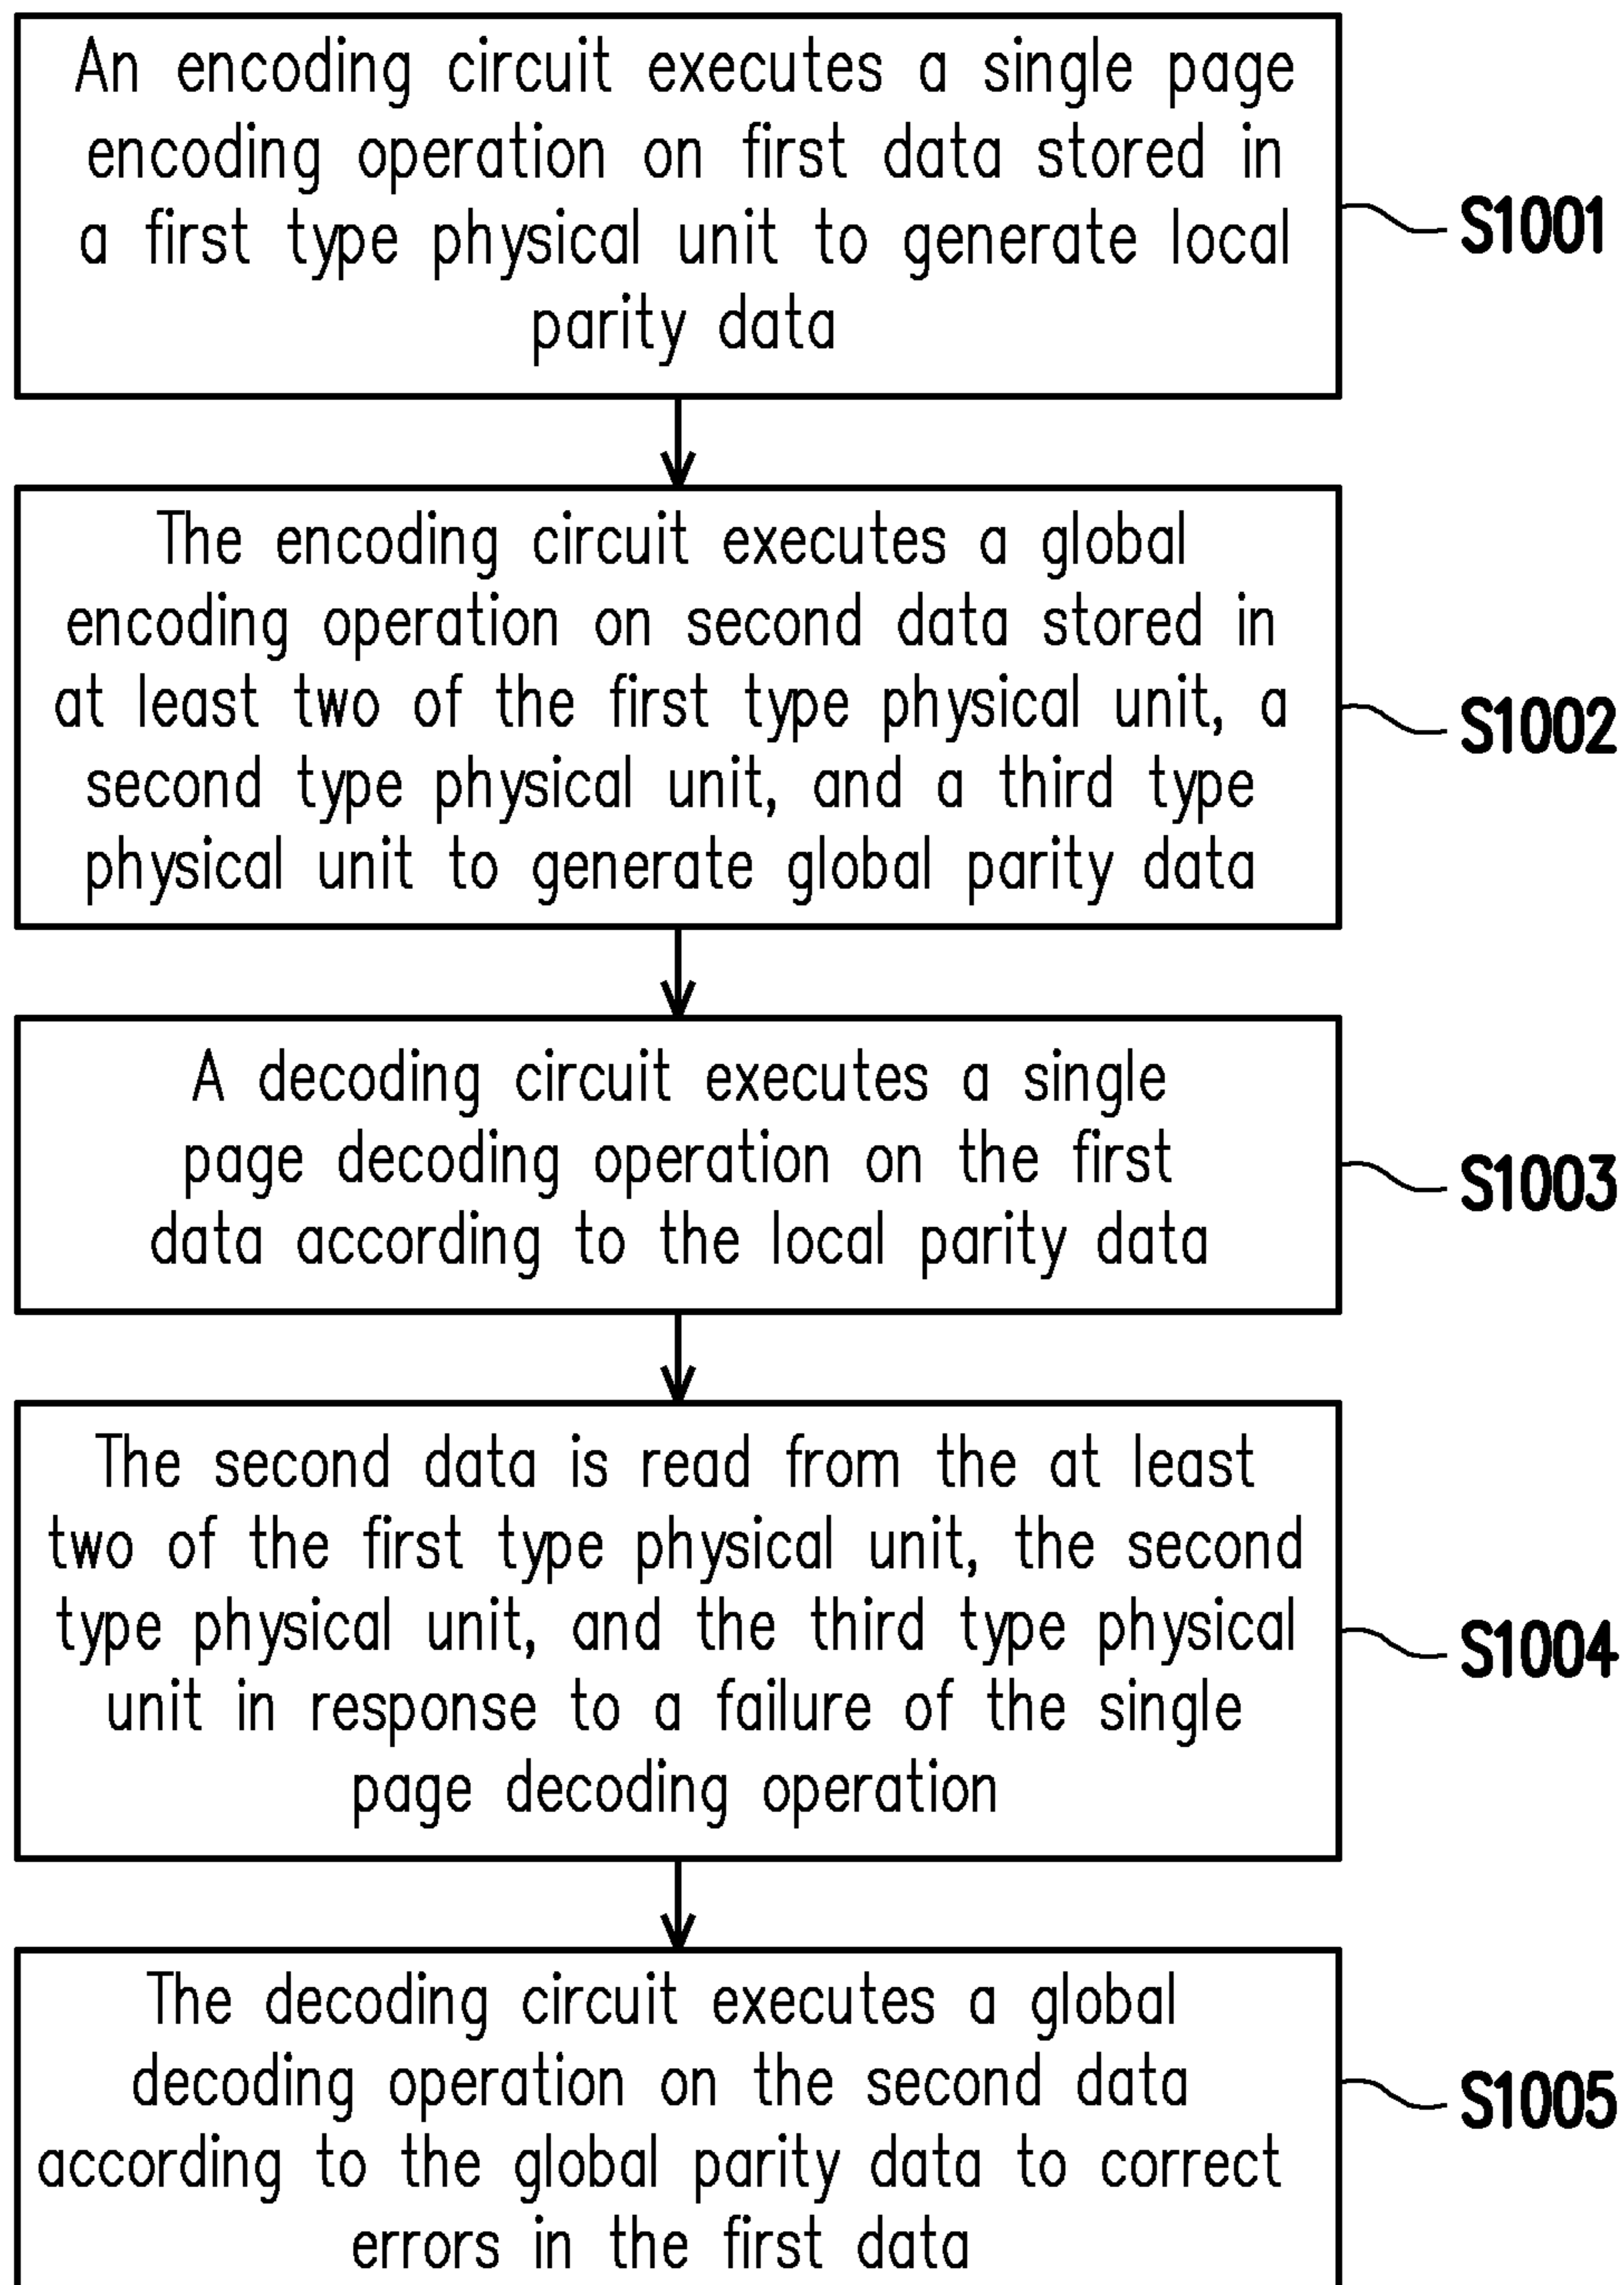 An encoding circuit executes a single page
encoding operation on first data stored in
a first type physical unit to generate local
parity data
S1001
The encoding circuit executes a global
encoding operation on second data stored in
at least two of the first type physical unit, a
second type physical unit, and a third type
physical unit to generate global parity data
S1002
A decoding circuit executes a single
page decoding operation on the first
data according to the local parity data
S1003
The second data is read from the at least
two of the first type physical unit, the second
type physical unit, and the third type physical
unit in response to a failure of the single
page decoding operation
S1004
The decoding circuit executes a global
decoding operation on the second data
according to the global parity data to correct
errors in the first data
S1005